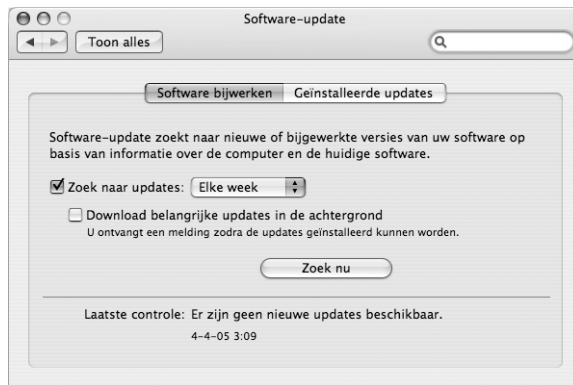 Software-update
Toon alles
Software bijwerken Geïnstalleerde updates
Software-update zoekt naar nieuwe of bijgewerkte versies van uw software op
basis van informatie over de computer en de huidige software.
Zoek naar updates: Elke week
Download belangrijke updates in de achtergrond
U ontvangt een melding zodra de updates geïnstalleerd kunnen worden.
Zoek nu
Laatste controle: Er zijn geen nieuwe updates beschikbaar.
4-4-05 3:09